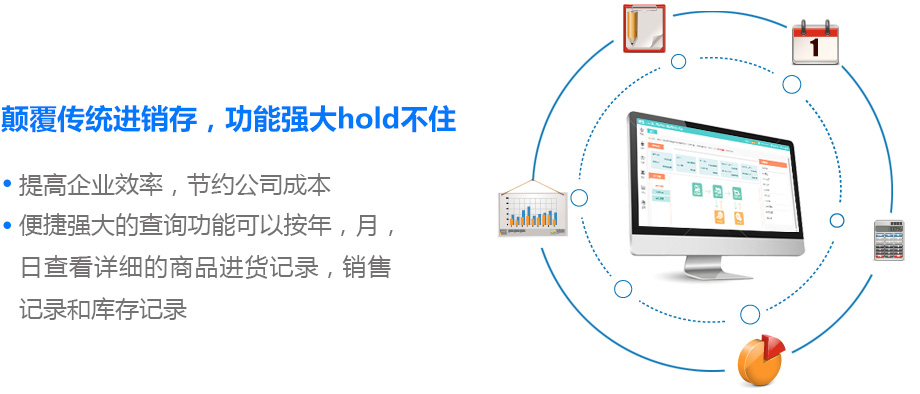 颠覆传统进销存，功能强大hold不住
提高企业效率，节约公司成本
便捷强大的查询功能可以按年，月，
日查看详细的商品进货记录，销售
记录和库存记录
1